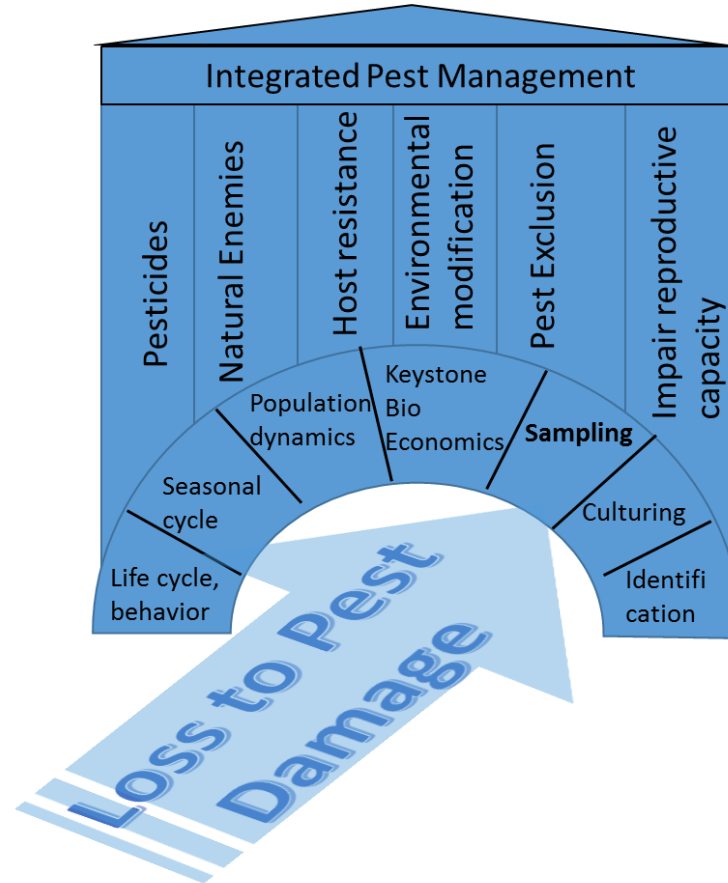 Integrated Pest Management
Pesticides
Natural Enemies
Host resistance
Environmental
modification
Pest Exclusion
Impair reproductive
capacity
Life cycle,
behavior
Seasonal
cycle
Population
dynamics
Keystone
Bio
Economics
Sampling
Culturing
Identifi
cation
Loss to Pest
Damage